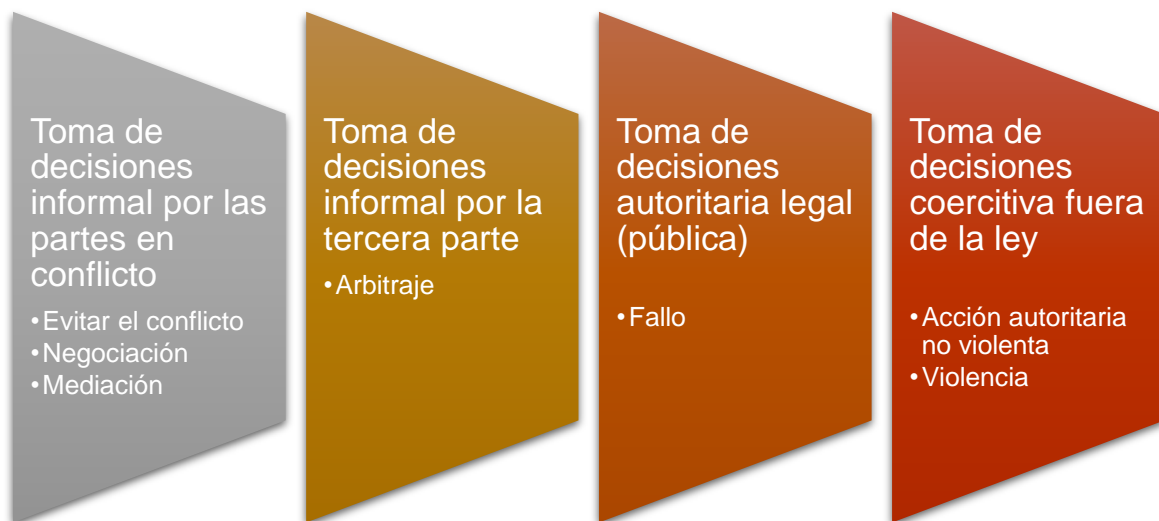 Toma de
decisiones
informal por las
partes en
conflicto
•Evitar el conflicto
•Negociación
•Mediación
Toma de
decisiones
informal por la
tercera parte
•Arbitraje
Toma de
decisiones
autoritaria legal
(pública)
•Fallo
Toma de
decisiones
coercitiva fuera
de la ley
•Acción autoritaria
no violenta
•Violencia